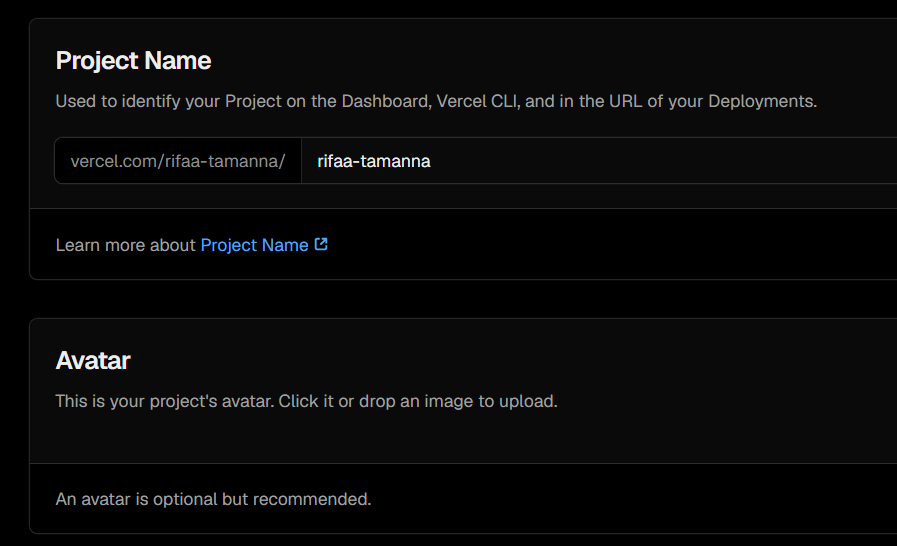 Project Name
Used to identify your Project on the Dashboard, Vercel CLI, and in the URL of your Deployments.
vercel.com/rifaa-tamanna/ rifaa-tamanna
Learn more about Project Name
Avatar
This is your project's avatar. Click it or drop an image to upload.
An avatar is optional but recommended.